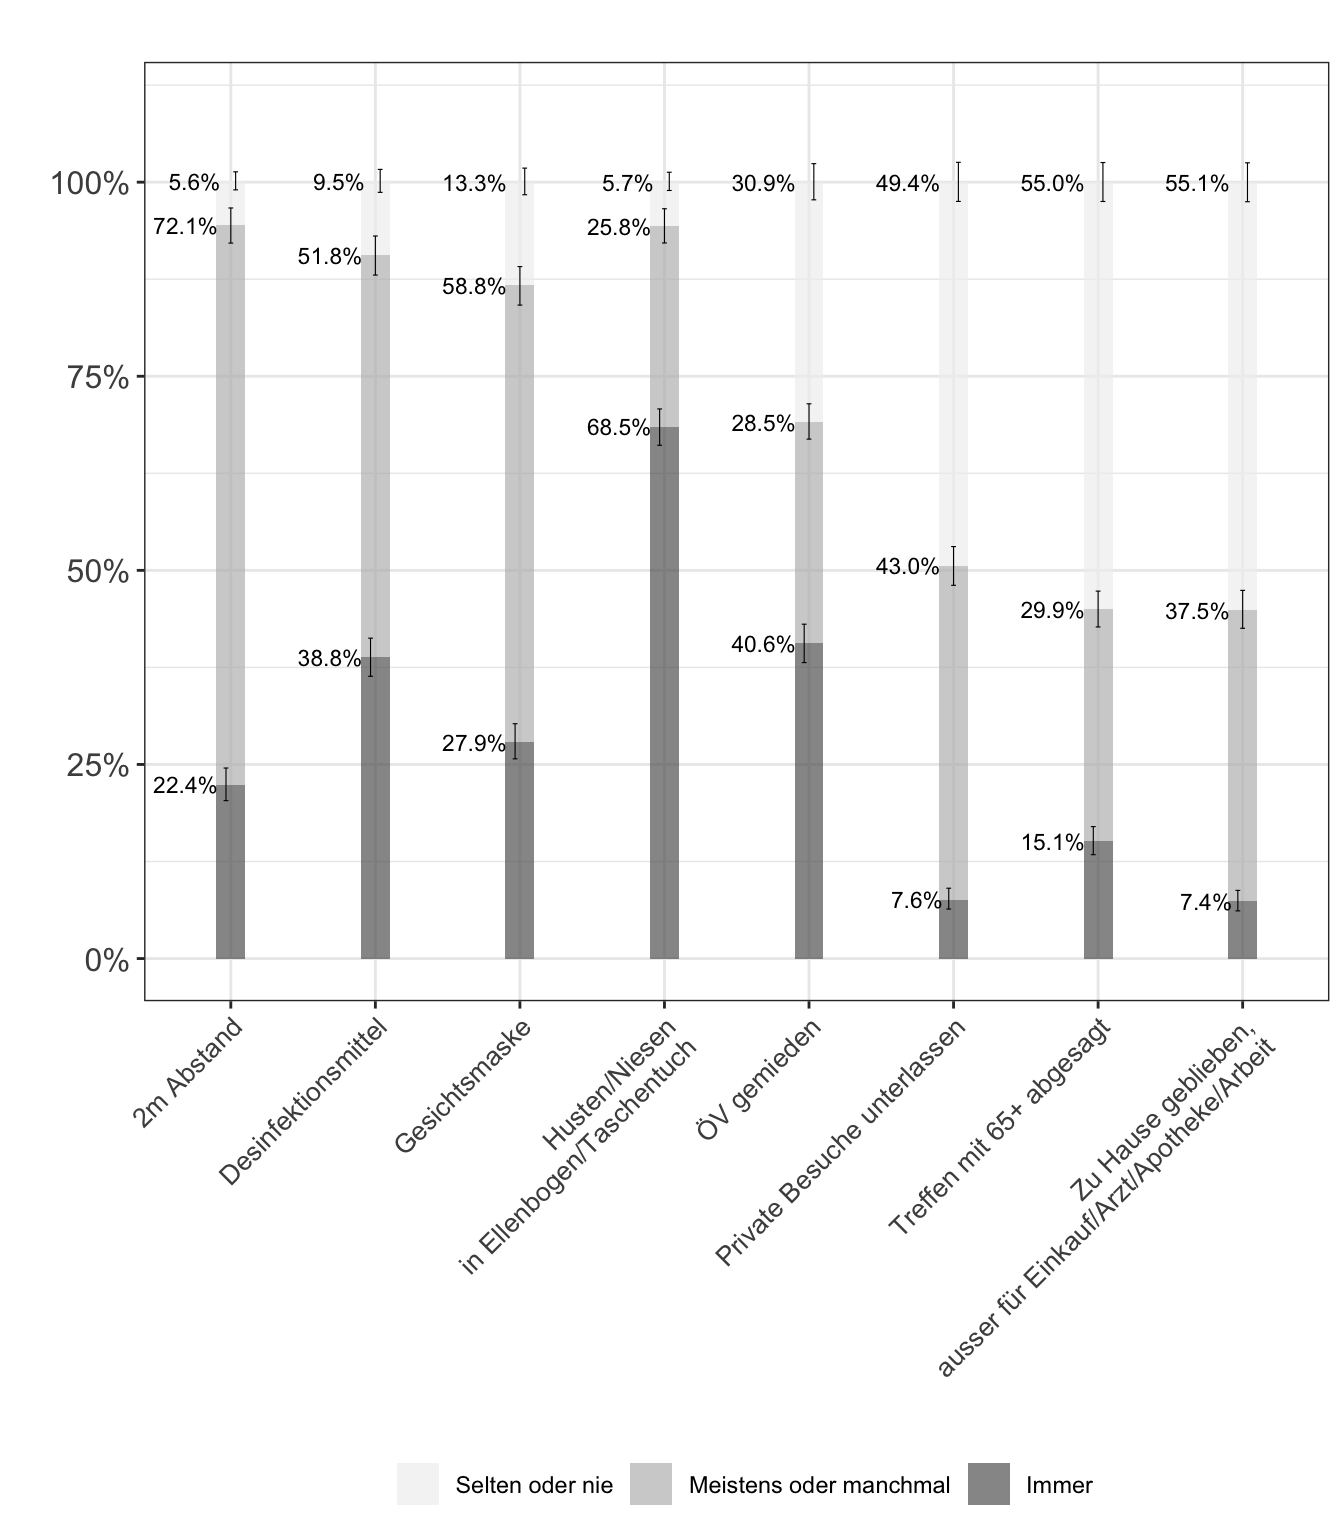 100%
75%
50%
25%
0%
5.6% 9.5% 13.3% 5.7% 30.9% 49.4% 55.0% 55.1%
72.1% 51.8% 58.8% 25.8% 28.5% 43.0% 29.9% 37.5%
22.4% 38.8% 27.9% 68.5% 40.6% 7.6% 15.1% 7.4%
2m Abstand
Desinfektionsmittel
Gesichtsmaske
Husten/Niesen
in Ellenbogen/Taschentuch
ÖV gemieden
Private Besuche unterlassen
Treffen mit 65+ abgesagt
Zu Hause geblieben,
ausser für Einkauf/Arzt/Apotheke/Arbeit
Selten oder nie Meistens oder manchmal Immer